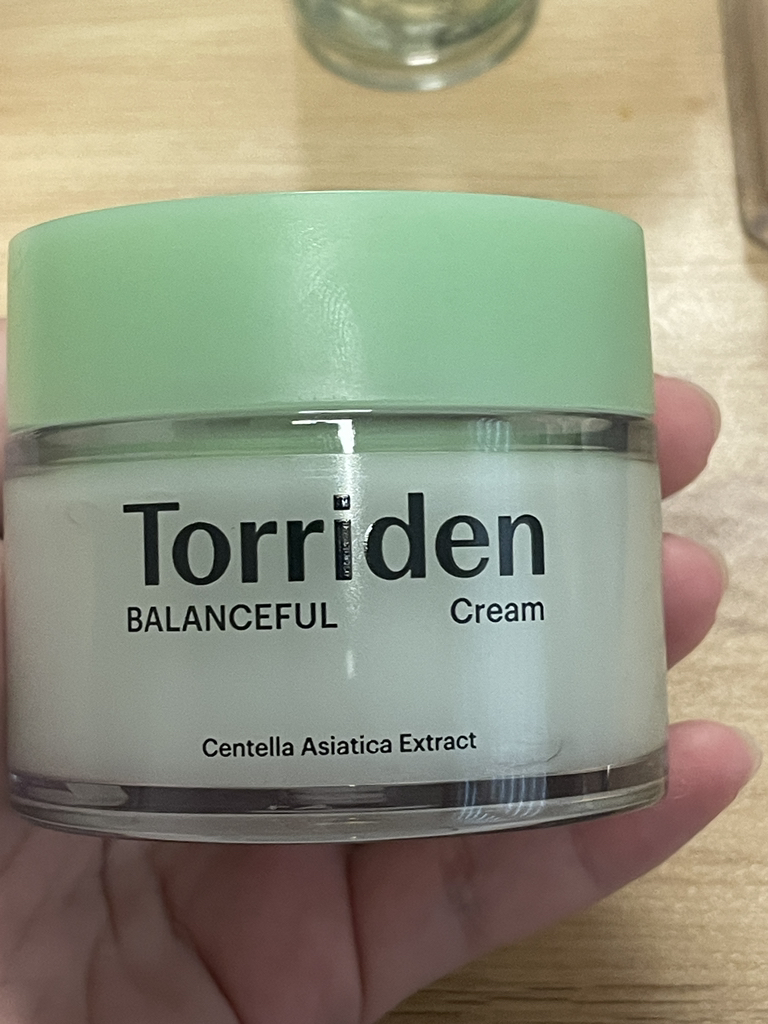 Torriden
BALANCEFUL Cream
Centella Asiatica Extract